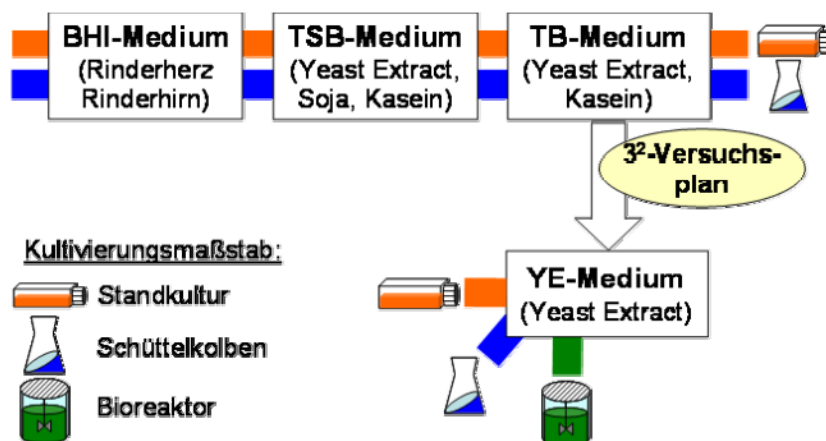 BHI-Medium
(Rinderherz
Rinderhirn)
TSB-Medium
(Yeast Extract,
Soja, Kasein)
TB-Medium
(Yeast Extract,
Kasein)
3²-Versuchs-
plan
Kultivierungsmaßstab:
Standkultur
Schüttelkolben
Bioreaktor
YE-Medium
(Yeast Extract)